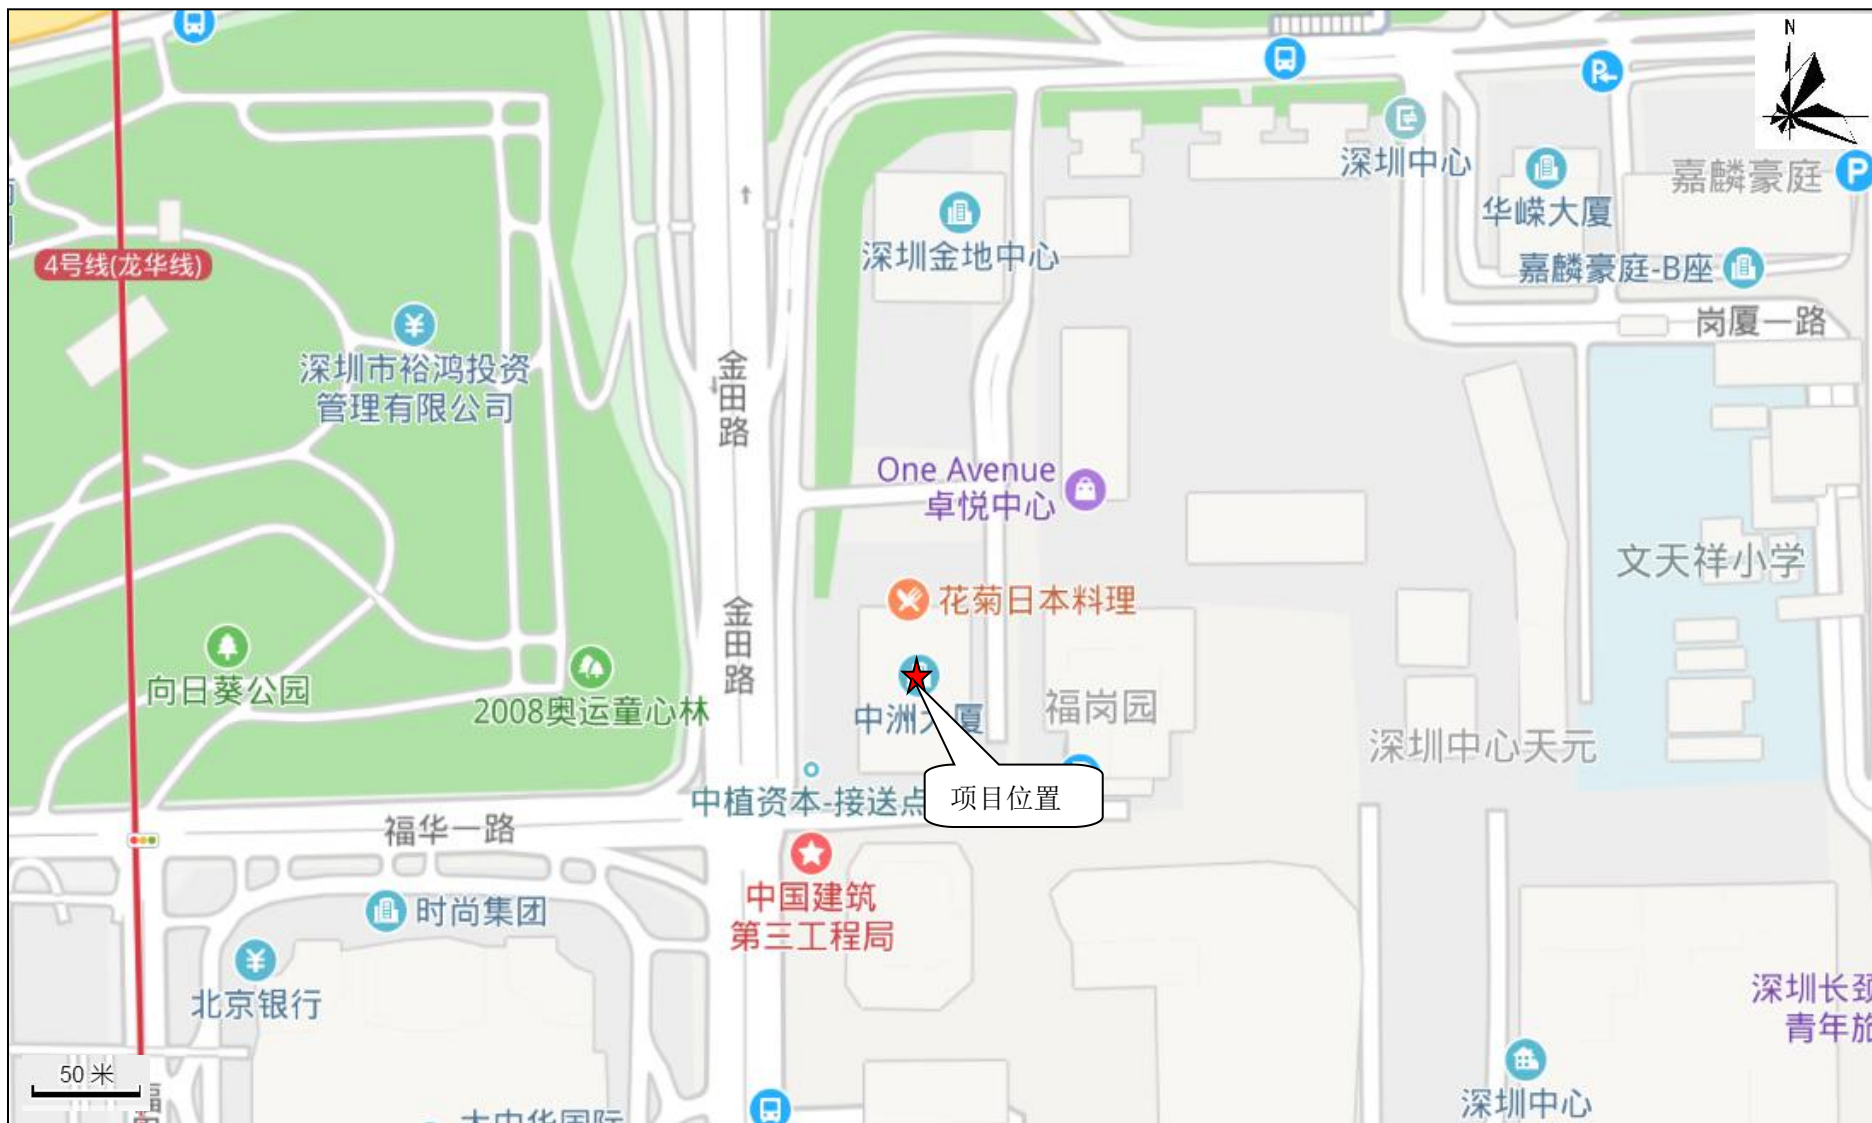 N
深圳中心
嘉麟豪庭
P
华嵘大厦
深圳金地中心
4号线(龙华线)
嘉麟豪庭-B座
岗厦一路
深圳市裕鸿投资
管理有限公司
金田路
One Avenue
卓悦中心
文天祥小学
花菊日本料理
金田路
向日葵公园
2008奥运童心林
中洲大厦
福岗园
深圳中心天元
中植资本-接送点
项目位置
福华一路
中国建筑
第三工程局
时尚集团
北京银行
深圳长颈
青年旅
50 米
深圳中心
大中华国际